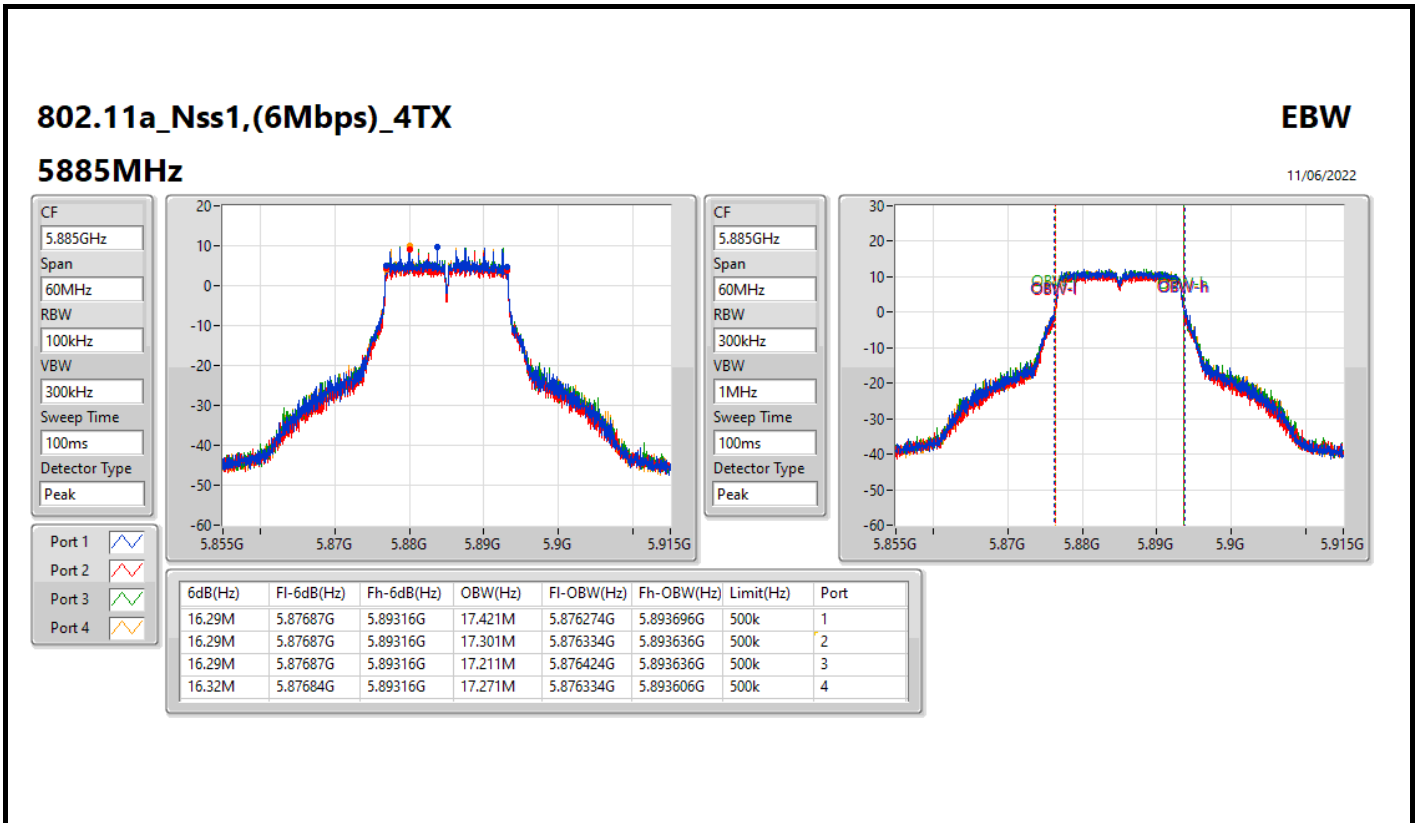 802.11a_Nss1,(6Mbps)_4TX
EBW
5885MHz
11/06/2022
CF
5.885GHz
Span
60MHz
RBW
100kHz
VBW
300kHz
Sweep Time
100ms
Detector Type
Peak
20
10
0
-10
-20
-30
-40
-50
-60
5.855G 5.87G 5.88G 5.89G 5.9G 5.915G
CF
5.885GHz
Span
60MHz
RBW
300kHz
VBW
1MHz
Sweep Time
100ms
Detector Type
Peak
30
20
10
0
-10
-20
-30
-40
-50
-60
OBW-l OBW-h
5.855G 5.87G 5.88G 5.89G 5.9G 5.915G
Port 1
Port 2
Port 3
Port 4
6dB(Hz) Fl-6dB(Hz) Fh-6dB(Hz) OBW(Hz) Fl-OBW(Hz) Fh-OBW(Hz) Limit(Hz) Port
16.29M 5.87687G 5.89316G 17.421M 5.876274G 5.893696G 500k 1
16.29M 5.87687G 5.89316G 17.301M 5.876334G 5.893636G 500k 2
16.29M 5.87687G 5.89316G 17.211M 5.876424G 5.893636G 500k 3
16.32M 5.87684G 5.89316G 17.271M 5.876334G 5.893606G 500k 4